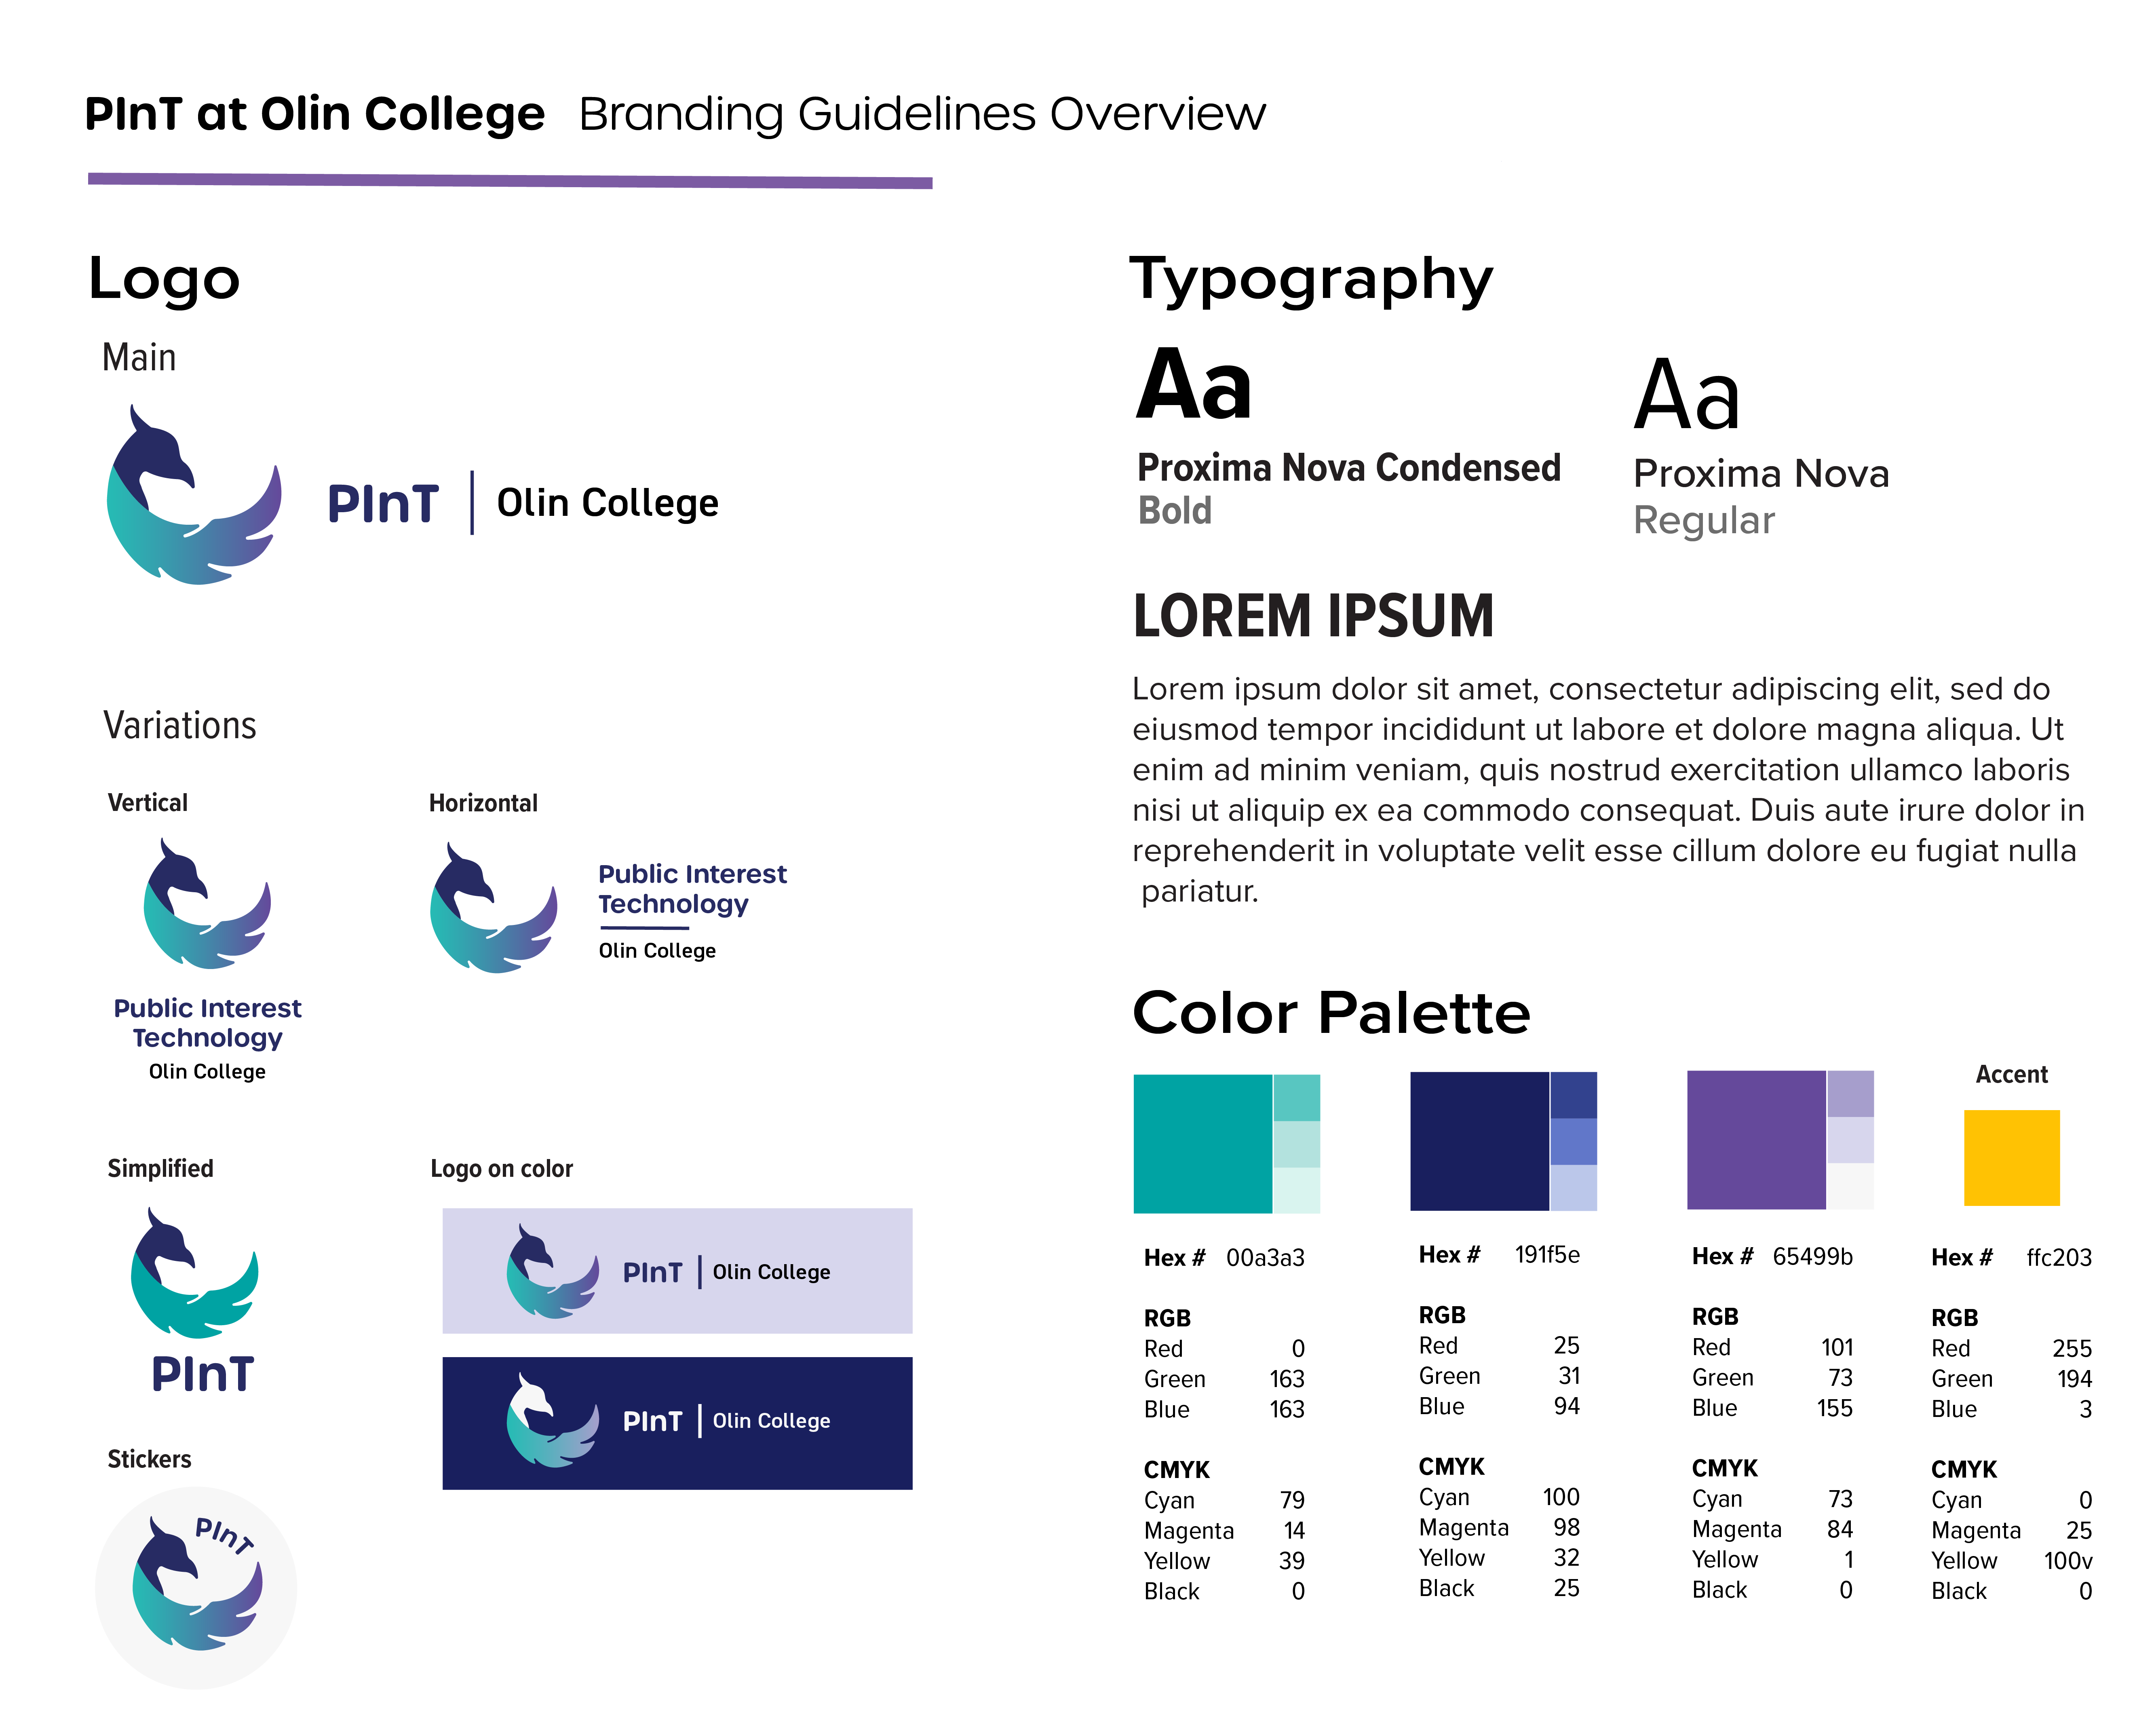 PInT at Olin College Branding Guidelines Overview
Logo
Main
PInT | Olin College
Variations
Vertical
Public Interest
Technology
Olin College
Horizontal
Public Interest
Technology
Olin College
Simplified
PInT
Logo on color
PInT | Olin College
PInT | Olin College
Stickers
PInT
Typography
Aa
Proxima Nova Condensed
Bold
Aa
Proxima Nova
Regular
LOREM IPSUM
Lorem ipsum dolor sit amet, consectetur adipiscing elit, sed do
eiusmod tempor incididunt ut labore et dolore magna aliqua. Ut
enim ad minim veniam, quis nostrud exercitation ullamco laboris
nisi ut aliquip ex ea commodo consequat. Duis aute irure dolor in
reprehenderit in voluptate velit esse cillum dolore eu fugiat nulla
pariatur.
Color Palette
Hex # 00a3a3
RGB
Red 0
Green 163
Blue 163
CMYK
Cyan 79
Magenta 14
Yellow 39
Black 0
Hex # 191f5e
RGB
Red 25
Green 31
Blue 94
CMYK
Cyan 100
Magenta 98
Yellow 32
Black 25
Hex # 65499b
RGB
Red 101
Green 73
Blue 155
CMYK
Cyan 73
Magenta 84
Yellow 1
Black 0
Accent
Hex # ffc203
RGB
Red 255
Green 194
Blue 3
CMYK
Cyan 0
Magenta 25
Yellow 100v
Black 0